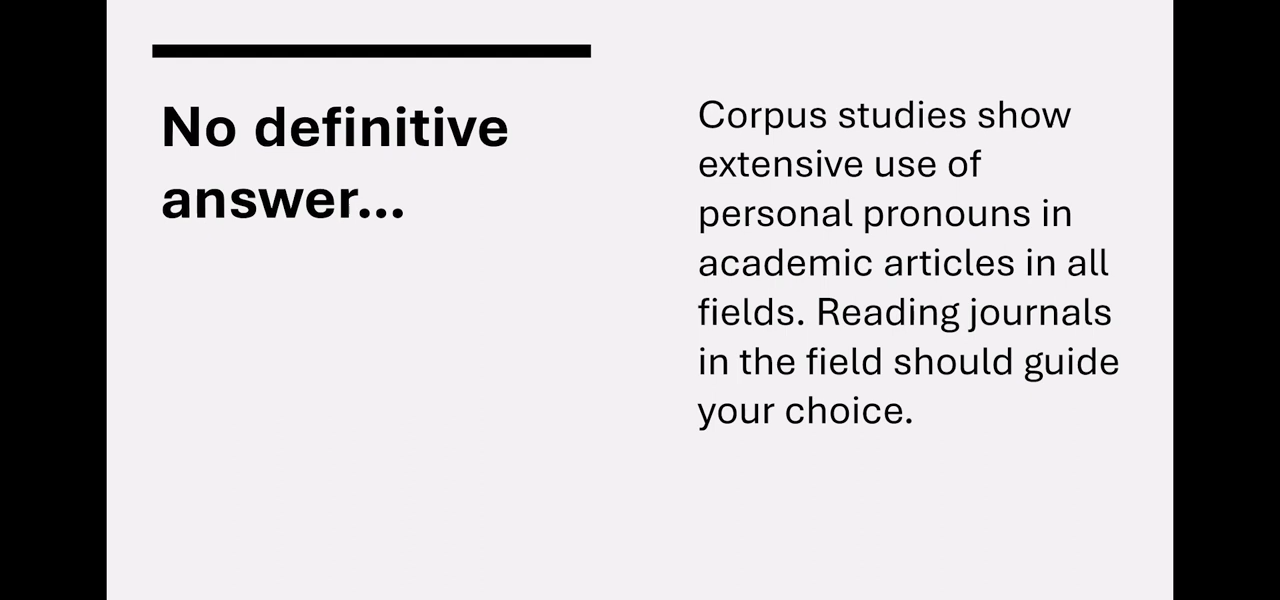 No definitive
answer...
Corpus studies show
extensive use of
personal pronouns in
academic articles in all
fields. Reading journals
in the field should guide
your choice.